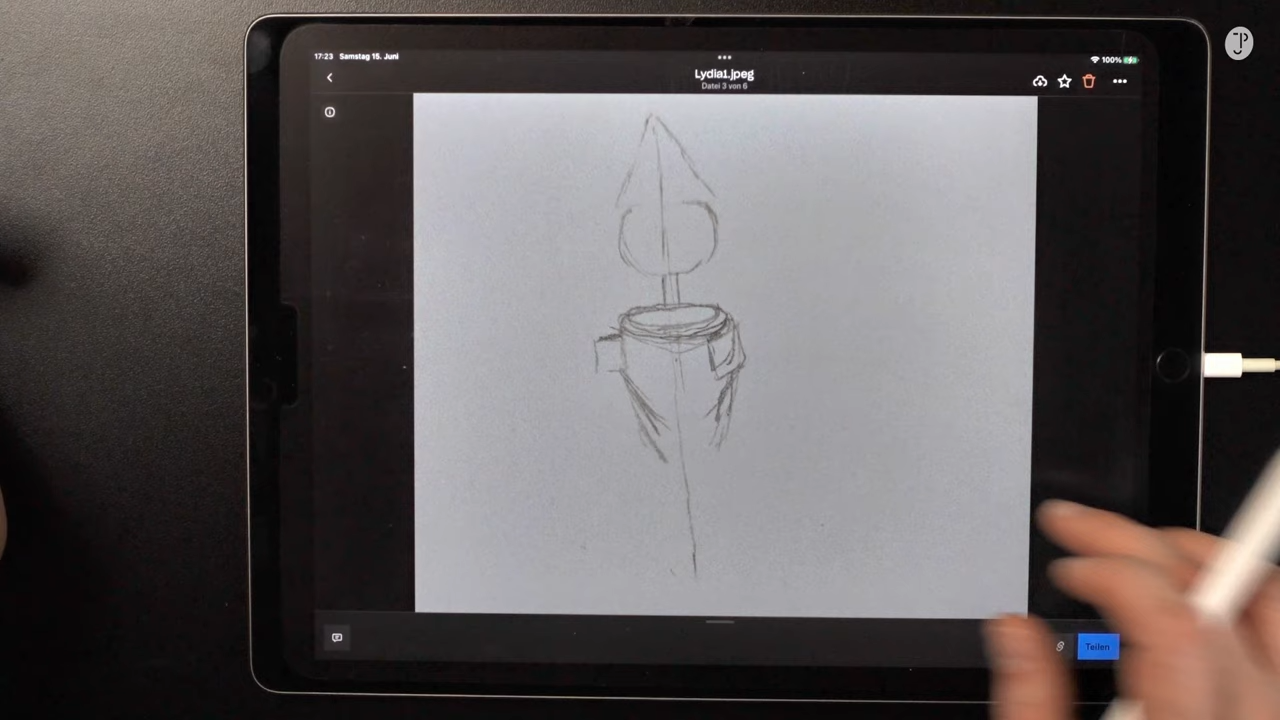 17:23 Samstag 15. Juni
100%
Lydia1.jpeg
Datei 3 von 6
Teilen